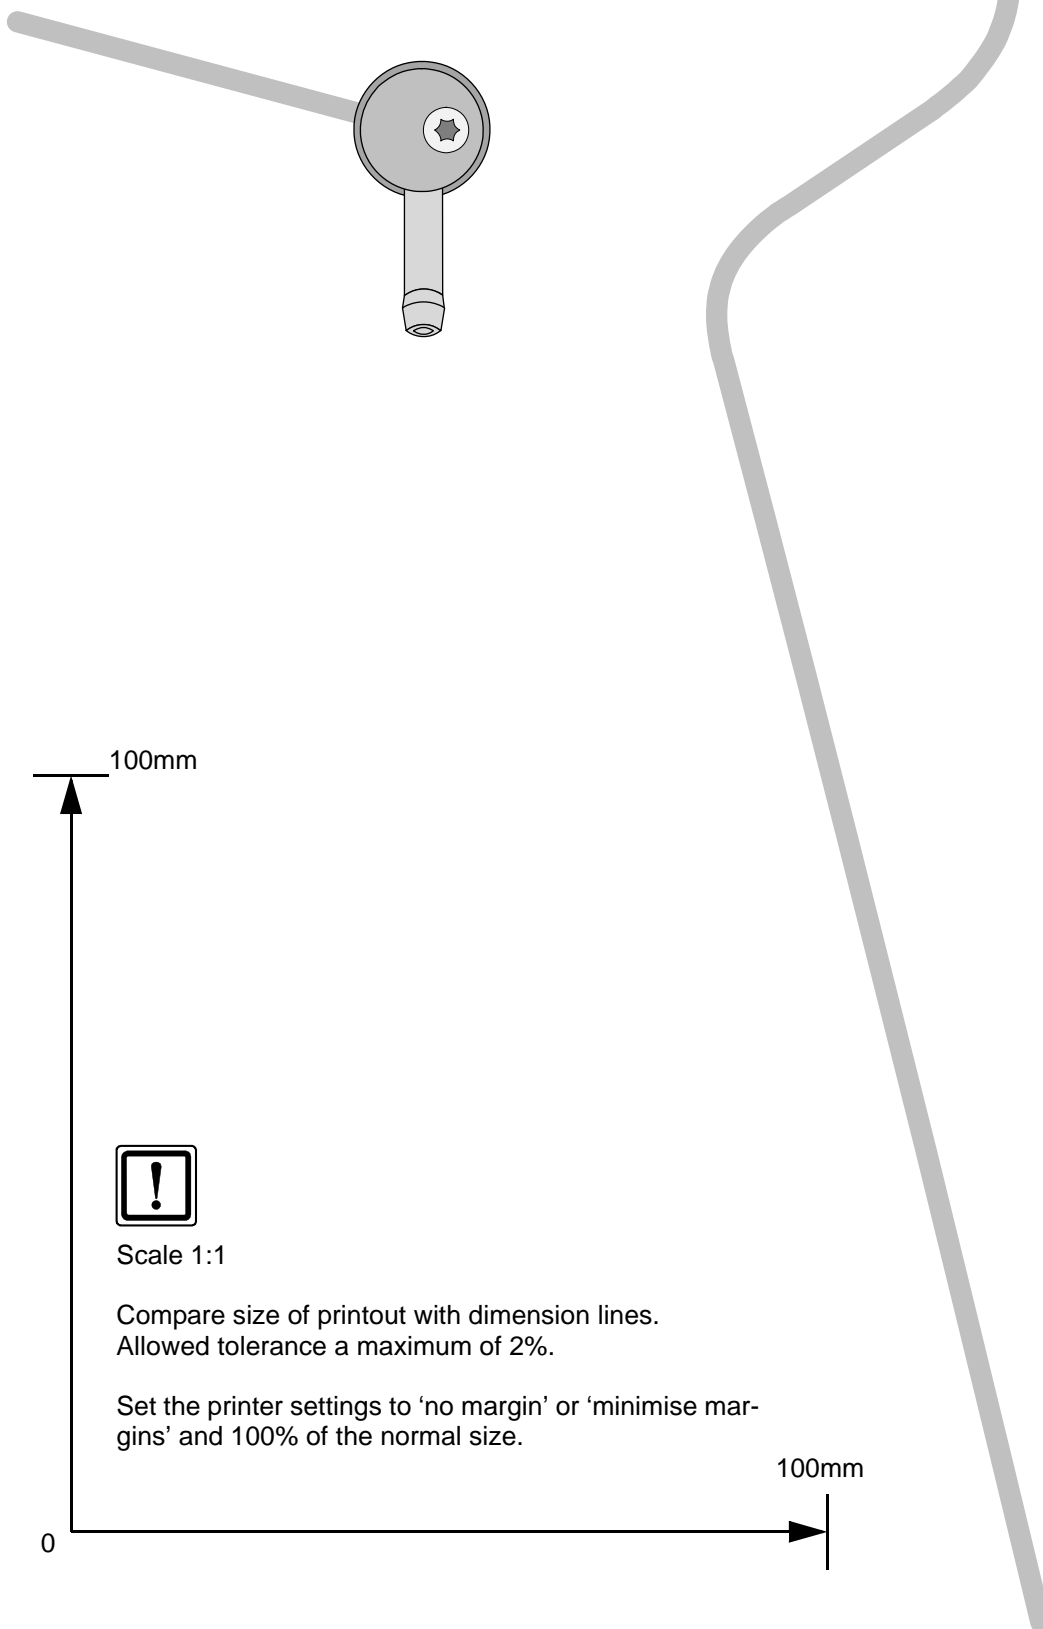 100mm
!
Scale 1:1
Compare size of printout with dimension lines.
Allowed tolerance a maximum of 2%.
Set the printer settings to ‘no margin’ or ‘minimise mar-
gins’ and 100% of the normal size.
100mm
0